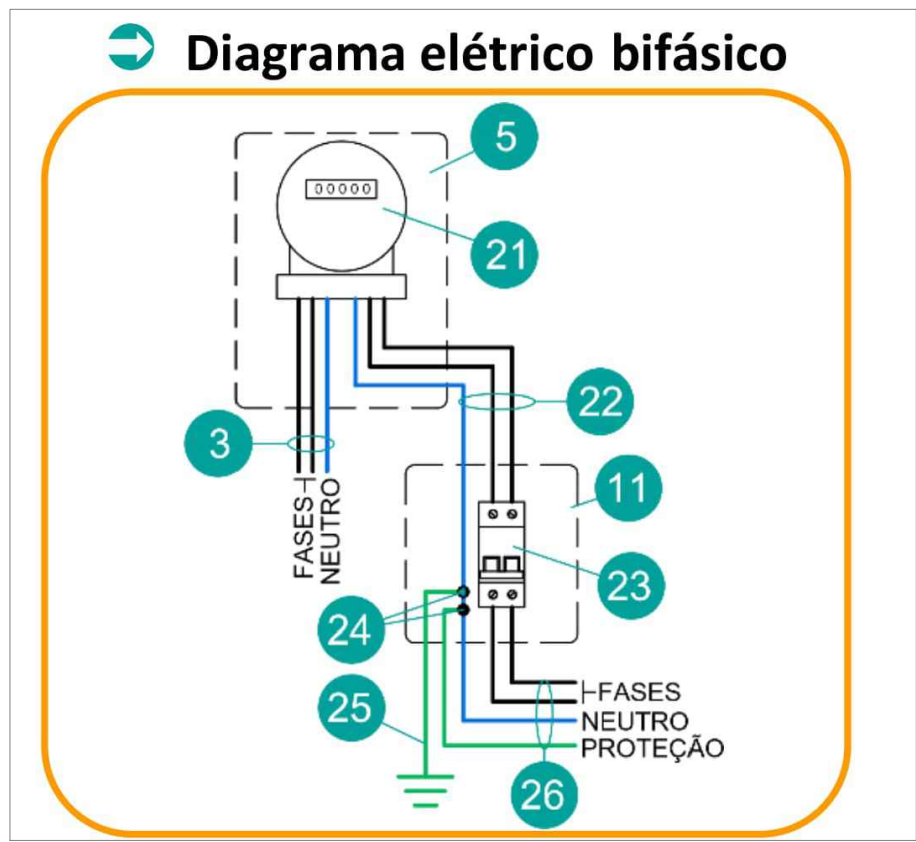 Diagrama elétrico bifásico
5
00000
21
22
3
FASES
NEUTRO
11
23
24
25
FASES
NEUTRO
PROTEÇÃO
26